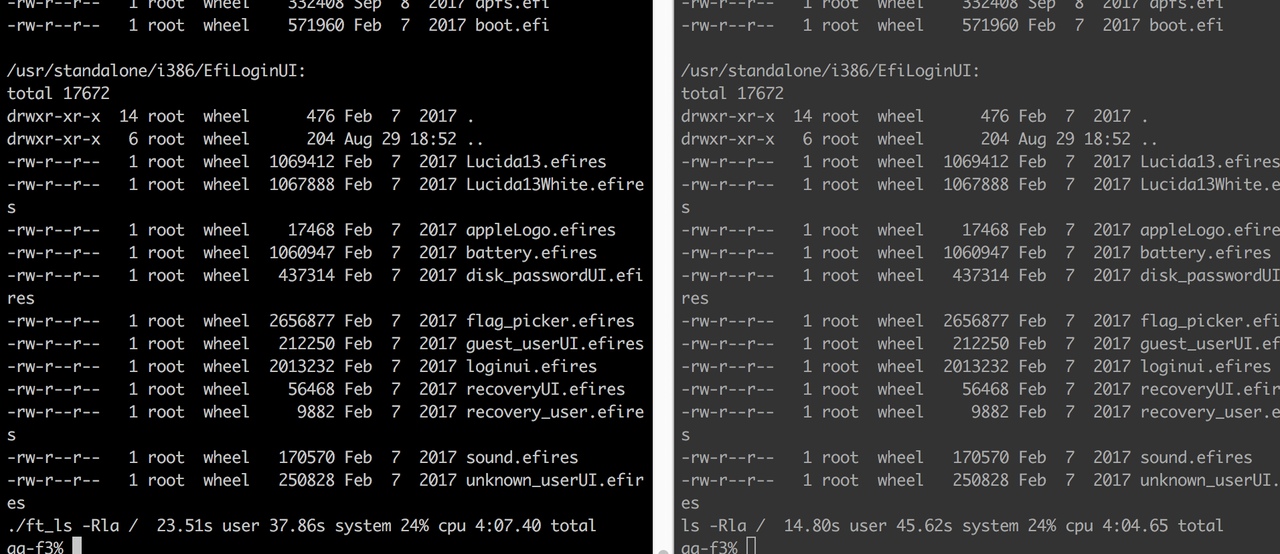 -rw-r--r--   1 root  wheel    332408 Sep  8  2017 apfs.efi
-rw-r--r--   1 root  wheel    571960 Feb  7  2017 boot.efi
/usr/standalone/i386/EfiLoginUI:
total 17672
drwxr-xr-x  14 root  wheel      476 Feb  7  2017 .
drwxr-xr-x   6 root  wheel      204 Aug 29 18:52 ..
-rw-r--r--   1 root  wheel  1069412 Feb  7  2017 Lucida13.efires
-rw-r--r--   1 root  wheel  1067888 Feb  7  2017 Lucida13White.efire
s
-rw-r--r--   1 root  wheel    17468 Feb  7  2017 appleLogo.efires
-rw-r--r--   1 root  wheel  1060947 Feb  7  2017 battery.efires
-rw-r--r--   1 root  wheel   437314 Feb  7  2017 disk_passwordUI.efi
res
-rw-r--r--   1 root  wheel  2656877 Feb  7  2017 flag_picker.efires
-rw-r--r--   1 root  wheel   212250 Feb  7  2017 guest_userUI.efires
-rw-r--r--   1 root  wheel  2013232 Feb  7  2017 loginui.efires
-rw-r--r--   1 root  wheel    56468 Feb  7  2017 recoveryUI.efires
-rw-r--r--   1 root  wheel     9882 Feb  7  2017 recovery_user.efire
s
-rw-r--r--   1 root  wheel   170570 Feb  7  2017 sound.efires
-rw-r--r--   1 root  wheel   250828 Feb  7  2017 unknown_userUI.efir
es
./ft_ls -Rla /  23.51s user 37.86s system 24% cpu 4:07.40 total
qq-f3%
-rw-r--r--   1 root  wheel    332408 Sep  8  2017 apfs.efi
-rw-r--r--   1 root  wheel    571960 Feb  7  2017 boot.efi
/usr/standalone/i386/EfiLoginUI:
total 17672
drwxr-xr-x  14 root  wheel      476 Feb  7  2017 .
drwxr-xr-x   6 root  wheel      204 Aug 29 18:52 ..
-rw-r--r--   1 root  wheel  1069412 Feb  7  2017 Lucida13.efires
-rw-r--r--   1 root  wheel  1067888 Feb  7  2017 Lucida13White.e
s
-rw-r--r--   1 root  wheel    17468 Feb  7  2017 appleLogo.efire
-rw-r--r--   1 root  wheel  1060947 Feb  7  2017 battery.efires
-rw-r--r--   1 root  wheel   437314 Feb  7  2017 disk_passwordUI
res
-rw-r--r--   1 root  wheel  2656877 Feb  7  2017 flag_picker.efi
-rw-r--r--   1 root  wheel   212250 Feb  7  2017 guest_userUI.ef
-rw-r--r--   1 root  wheel  2013232 Feb  7  2017 loginui.efires
-rw-r--r--   1 root  wheel    56468 Feb  7  2017 recoveryUI.efir
-rw-r--r--   1 root  wheel     9882 Feb  7  2017 recovery_user.e
s
-rw-r--r--   1 root  wheel   170570 Feb  7  2017 sound.efires
-rw-r--r--   1 root  wheel   250828 Feb  7  2017 unknown_userUI.
es
ls -Rla /  14.80s user 45.62s system 24% cpu 4:04.65 total